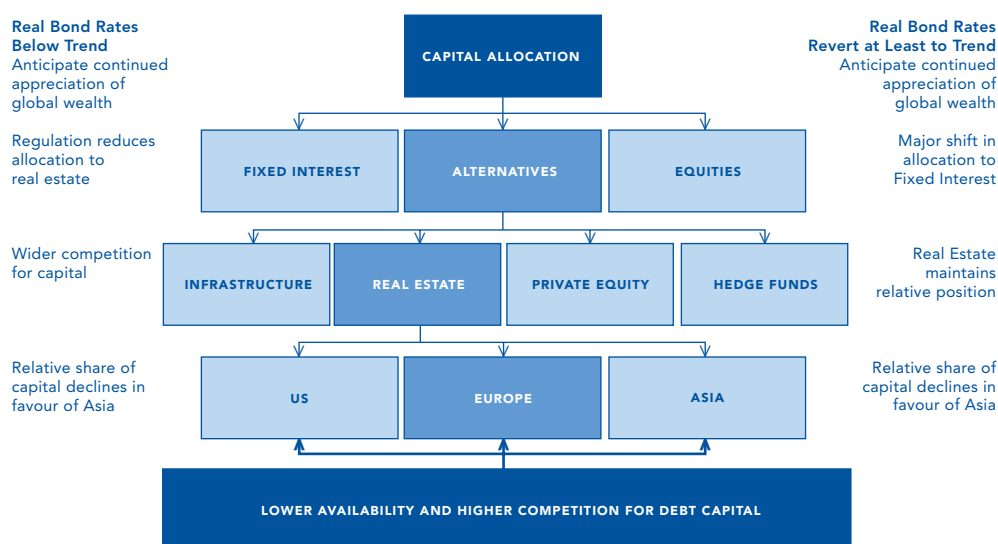 Real Bond Rates
Below Trend
Anticipate continued
appreciation of
global wealth
CAPITAL ALLOCATION
Real Bond Rates
Revert at Least to Trend
Anticipate continued
appreciation of
global wealth
Regulation reduces
allocation to
real estate
FIXED INTEREST
ALTERNATIVES
EQUITIES
Major shift in
allocation to
Fixed Interest
Wider competition
for capital
INFRASTRUCTURE
REAL ESTATE
PRIVATE EQUITY
HEDGE FUNDS
Real Estate
maintains
relative position
Relative share of
capital declines in
favour of Asia
US
EUROPE
ASIA
Relative share of
capital declines in
favour of Asia
LOWER AVAILABILITY AND HIGHER COMPETITION FOR DEBT CAPITAL